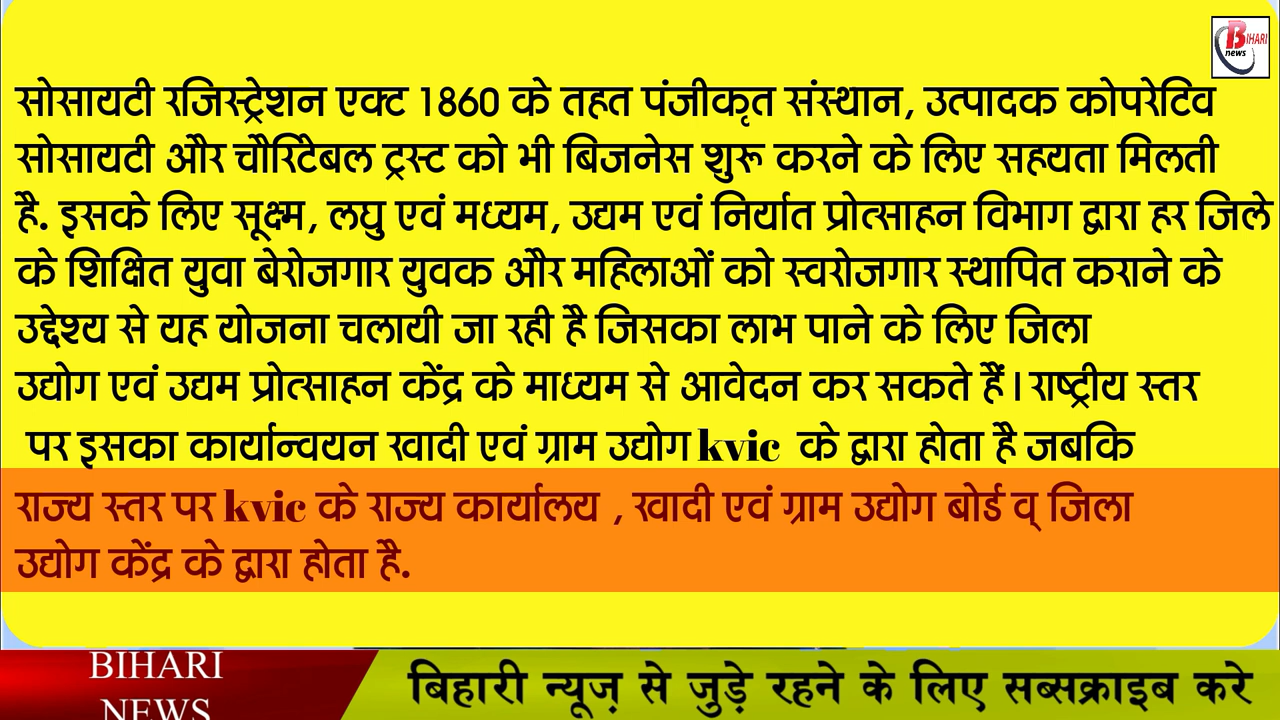 BIHARI
news
सोसायटी रजिस्ट्रेशन एक्ट 1860 के तहत पंजीकृत संस्थान, उत्पादक कोपरेटिव
सोसायटी और चौरिटेबल ट्रस्ट को भी बिजनेस शुरू करने के लिए सहयता मिलती
है. इसके लिए सूक्ष्म, लघु एवं मध्यम, उद्यम एवं निर्यात प्रोत्साहन विभाग द्वारा हर जिले
के शिक्षित युवा बेरोजगार युवक और महिलाओं को स्वरोजगार स्थापित कराने के
उद्देश्य से यह योजना चलायी जा रही है जिसका लाभ पाने के लिए जिला
उद्योग एवं उद्यम प्रोत्साहन केंद्र के माध्यम से आवेदन कर सकते हैं। राष्ट्रीय स्तर
पर इसका कार्यान्वयन खादी एवं ग्राम उद्योग kvic के द्वारा होता है जबकि
राज्य स्तर पर kvic के राज्य कार्यालय , खादी एवं ग्राम उद्योग बोर्ड व् जिला
उद्योग केंद्र के द्वारा होता है.
BIHARI
NEWS
बिहारी न्यूज़ से जुड़े रहने के लिए सब्सक्राइब करे